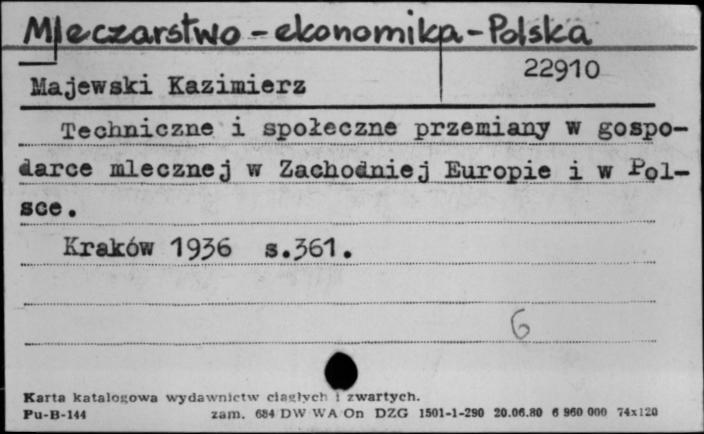 Mleczarstwo - ekonomika - Polska
22910
Majewski Kazimierz
Techniczne i społeczne przemiany w gospo-
darce mlecznej w Zachodniej Europie i w Pol-
sce.
Kraków 1936 s.361.
6
Karta katalogowa wydawnictw ciągłych i zwartych.
Pu-B-144 zam. 684 DW WA On DZG 1501-1-290 20.06.80 6 960 000 74x120